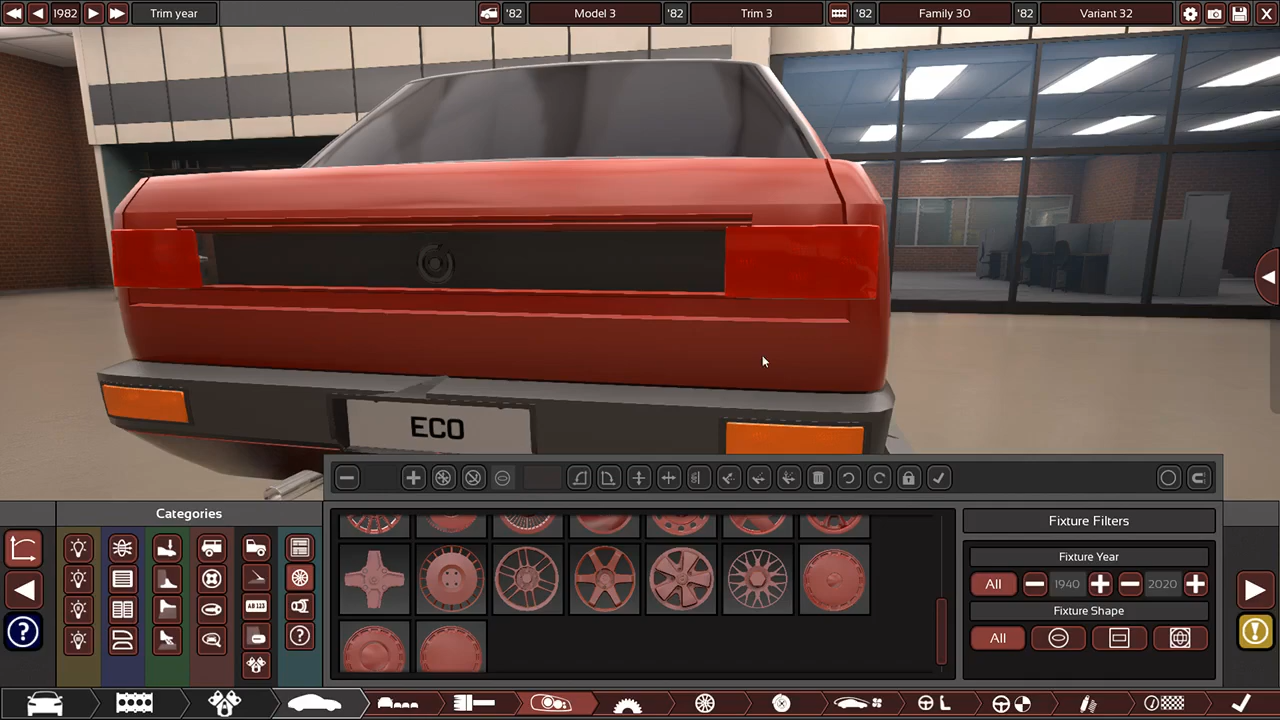 1982 Trim year '82 Model 3 '82 Trim 3 '82 Family 30 '82 Variant 32
ECO
Categories
AB 123
Fixture Filters
Fixture Year
All 1940 2020
Fixture Shape
All